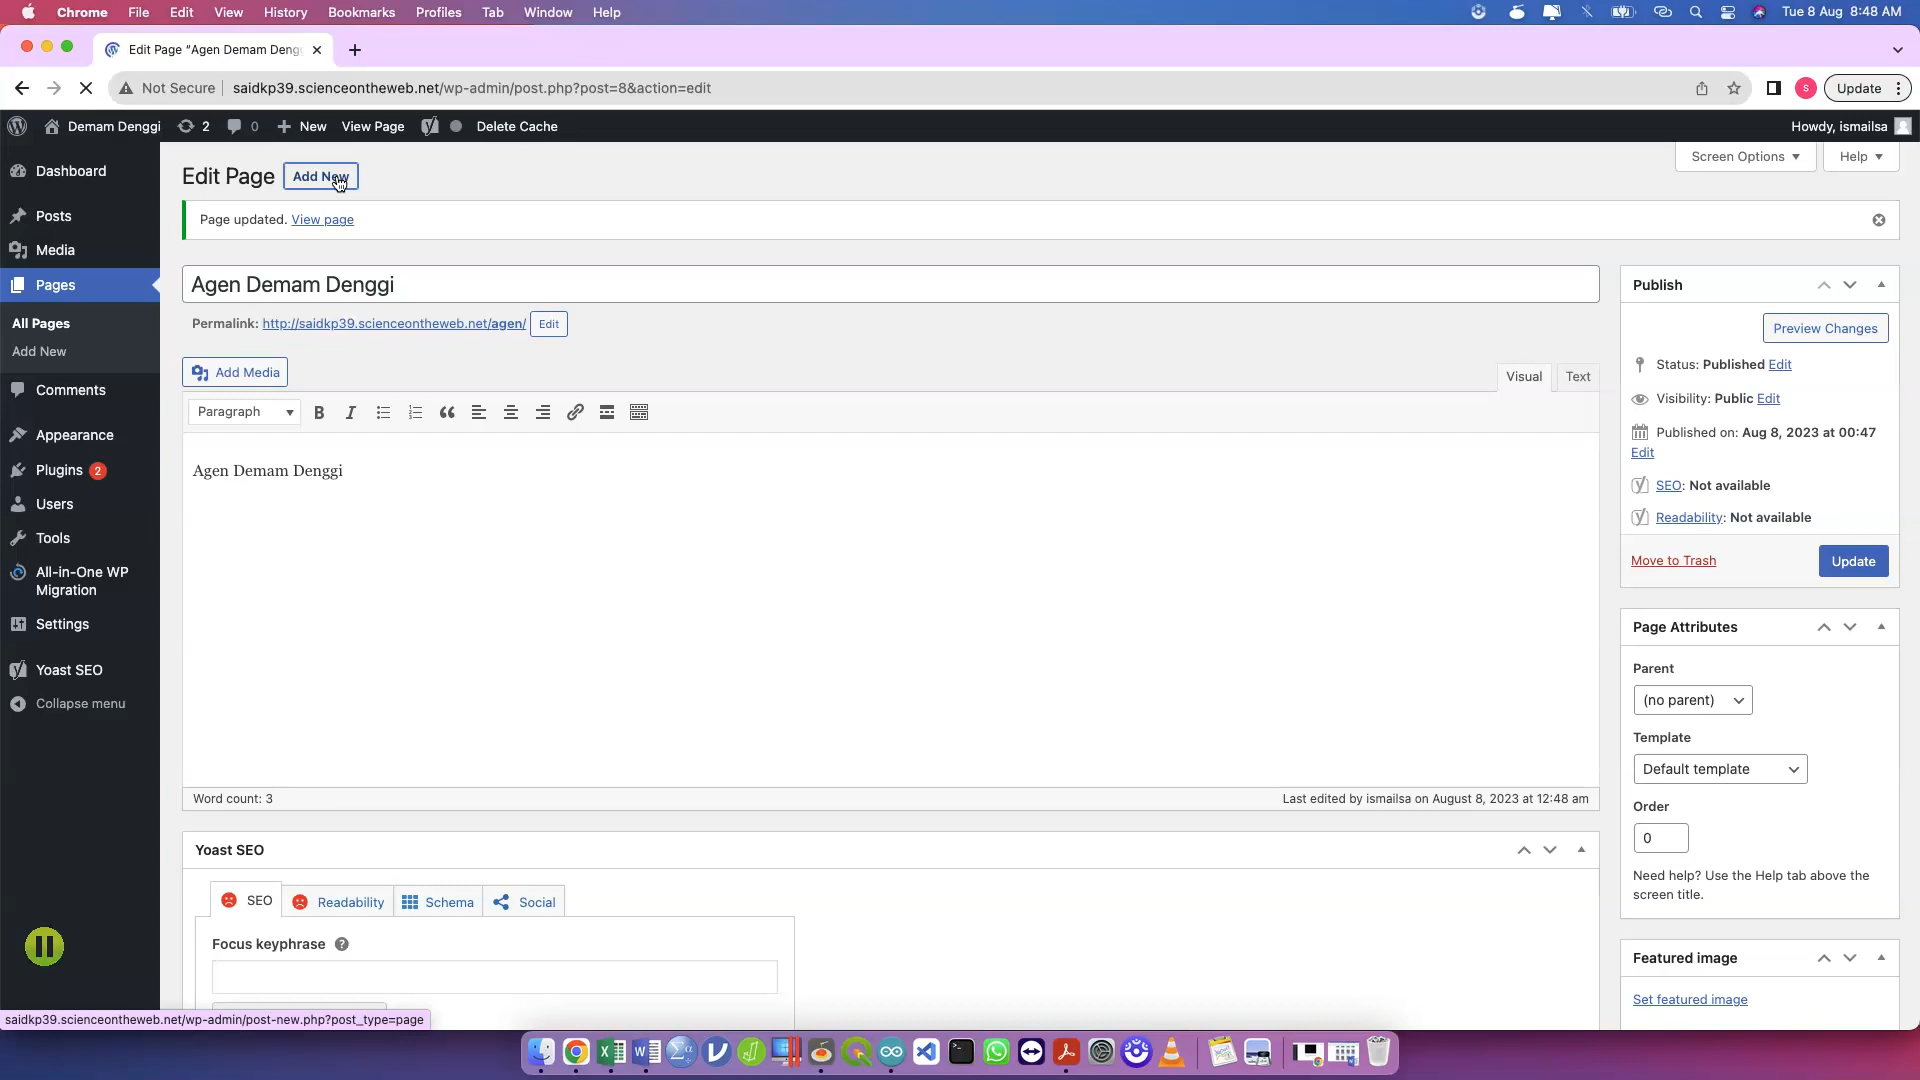 Chrome File Edit View History Bookmarks Profiles Tab Window Help Tue 8 Aug 8:48 AM
Edit Page "Agen Demam Deng
Not Secure saidkp39.scienceontheweb.net/wp-admin/post.php?post=8&action=edit S Update
Demam Denggi 2 0 New View Page Delete Cache Howdy, ismailsa
Screen Options Help
Dashboard
Posts
Media
Pages
All Pages
Add New
Comments
Appearance
Plugins 2
Users
Tools
All-in-One WP
Migration
Settings
Yoast SEO
Collapse menu
Edit Page Add New
Page updated. View page
Agen Demam Denggi
Permalink: http://saidkp39.scienceontheweb.net/agen/ Edit
Add Media
Visual Text
Paragraph
Agen Demam Denggi
Word count: 3 Last edited by ismailsa on August 8, 2023 at 12:48 am
Yoast SEO
SEO Readability Schema Social
Focus keyphrase
Publish
Preview Changes
Status: Published Edit
Visibility: Public Edit
Published on: Aug 8, 2023 at 00:47
Edit
SEO: Not available
Readability: Not available
Move to Trash Update
Page Attributes
Parent
(no parent)
Template
Default template
Order
0
Need help? Use the Help tab above the
screen title.
Featured image
Set featured image
saidkp39.scienceontheweb.net/wp-admin/post-new.php?post_type=page